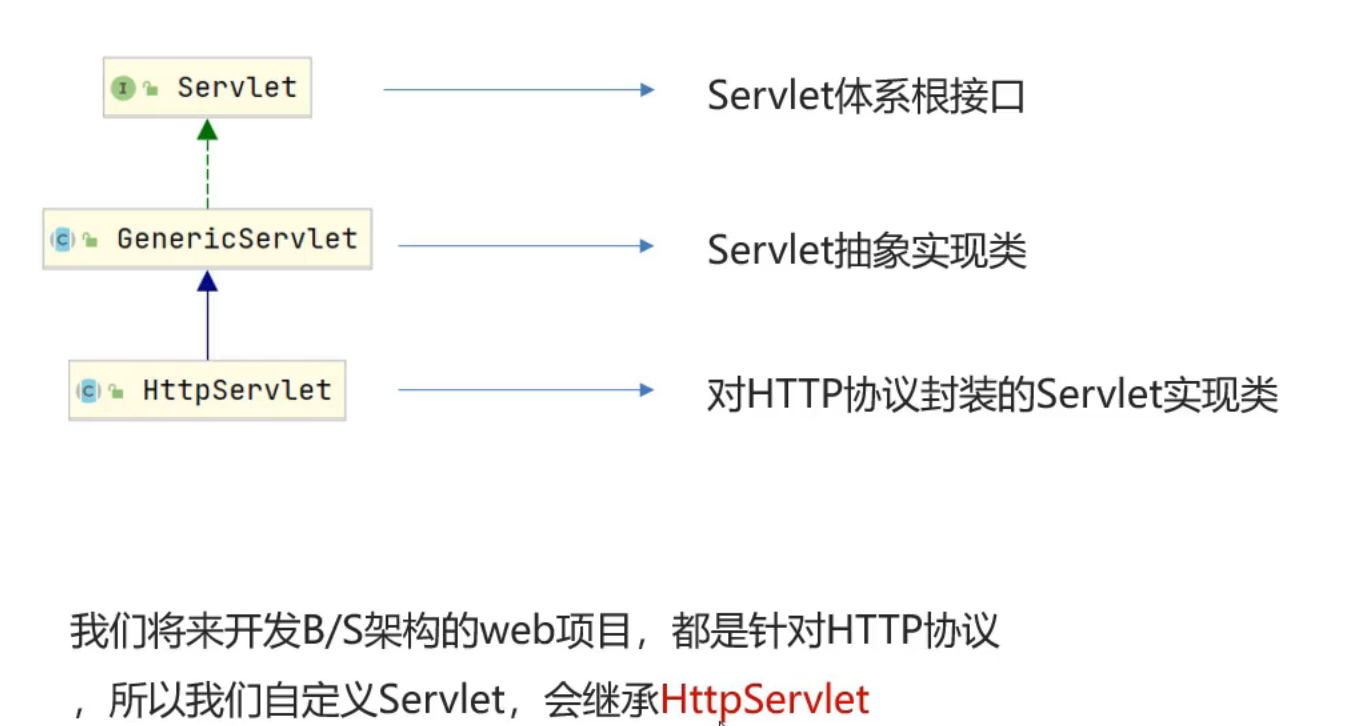 Servlet
Servlet体系根接口
GenericServlet
Servlet抽象实现类
HttpServlet
对HTTP协议封装的Servlet实现类
我们将来开发B/S架构的web项目，都是针对HTTP协议
，所以我们自定义Servlet，会继承HttpServlet